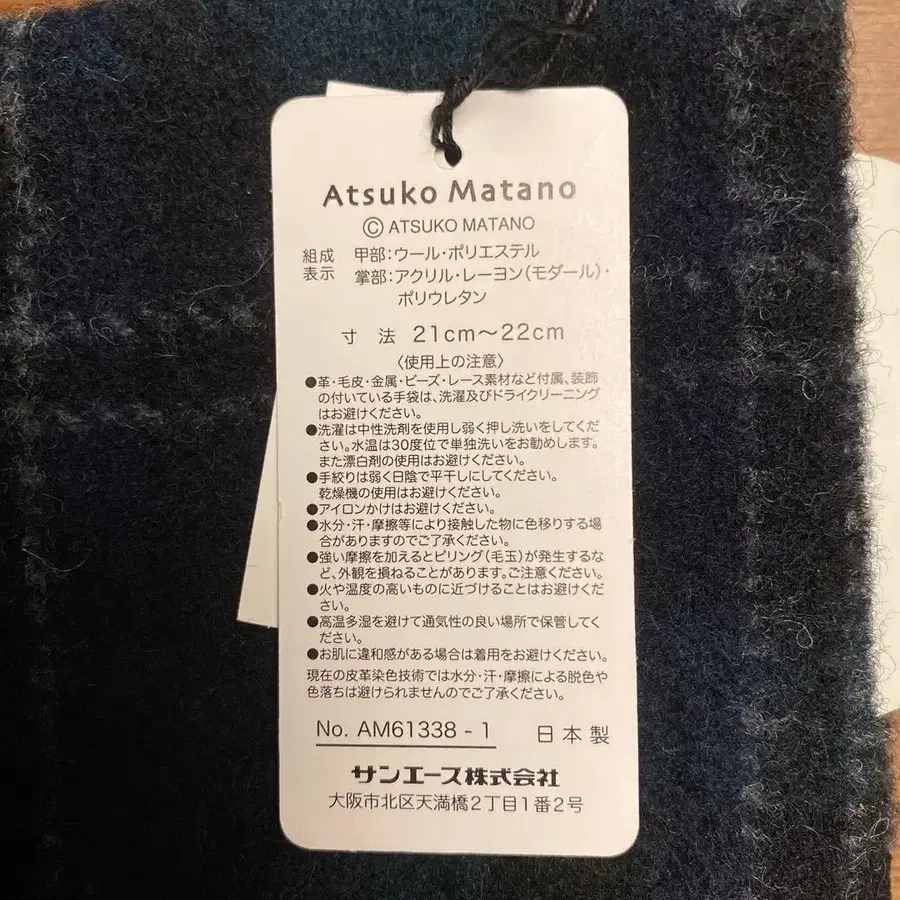 Atsuko Matano
© ATSUKO MATANO
組成表示 甲部:ウール・ポリエステル
掌部:アクリル・レーヨン(モダール)・
ポリウレタン
寸 法 21cm～22cm
〈使用上の注意〉
●革・毛皮・金属・ビーズ・レース素材など付属、装飾
の付いている手袋は、洗濯及びドライクリーニング
はお避けください。
●洗濯は中性洗剤を使用し弱く押し洗いをしてくだ
さい。水温は30度位で単独洗いをお勧めします。
また漂白剤の使用はお避けください。
●手絞りは弱く日陰で平干しにしてください。
乾燥機の使用はお避けください。
●アイロンかけはお避けください。
●水分・汗・摩擦等により接触した物に色移りする場
合がありますのでご了承ください。
●強い摩擦を加えるとピリング(毛玉)が発生するな
ど、外観を損ねることがあります。ご注意ください。
●火や温度の高いものに近づけることはお避けくだ
さい。
●高温多湿を避けて通気性の良い場所で保管してく
ださい。
●お肌に違和感がある場合は着用をお避けください。
現在の皮革染色技術では水分・汗・摩擦による脱色や
色落ちは避けられませんのでご了承ください。
No. AM61338 - 1 日本製
サンエース株式会社
大阪市北区天満橋2丁目1番2号